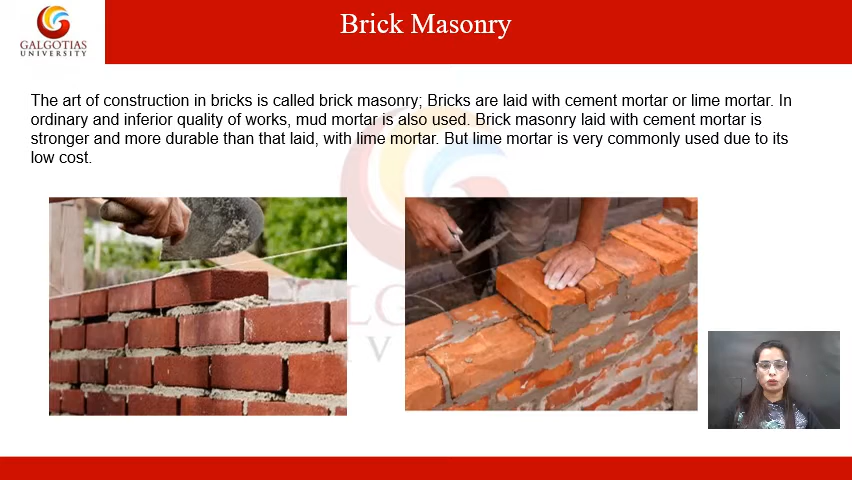 Brick Masonry
GALGOTIAS
UNIVERSITY
The art of construction in bricks is called brick masonry; Bricks are laid with cement mortar or lime mortar. In
ordinary and inferior quality of works, mud mortar is also used. Brick masonry laid with cement mortar is
stronger and more durable than that laid, with lime mortar. But lime mortar is very commonly used due to its
low cost.